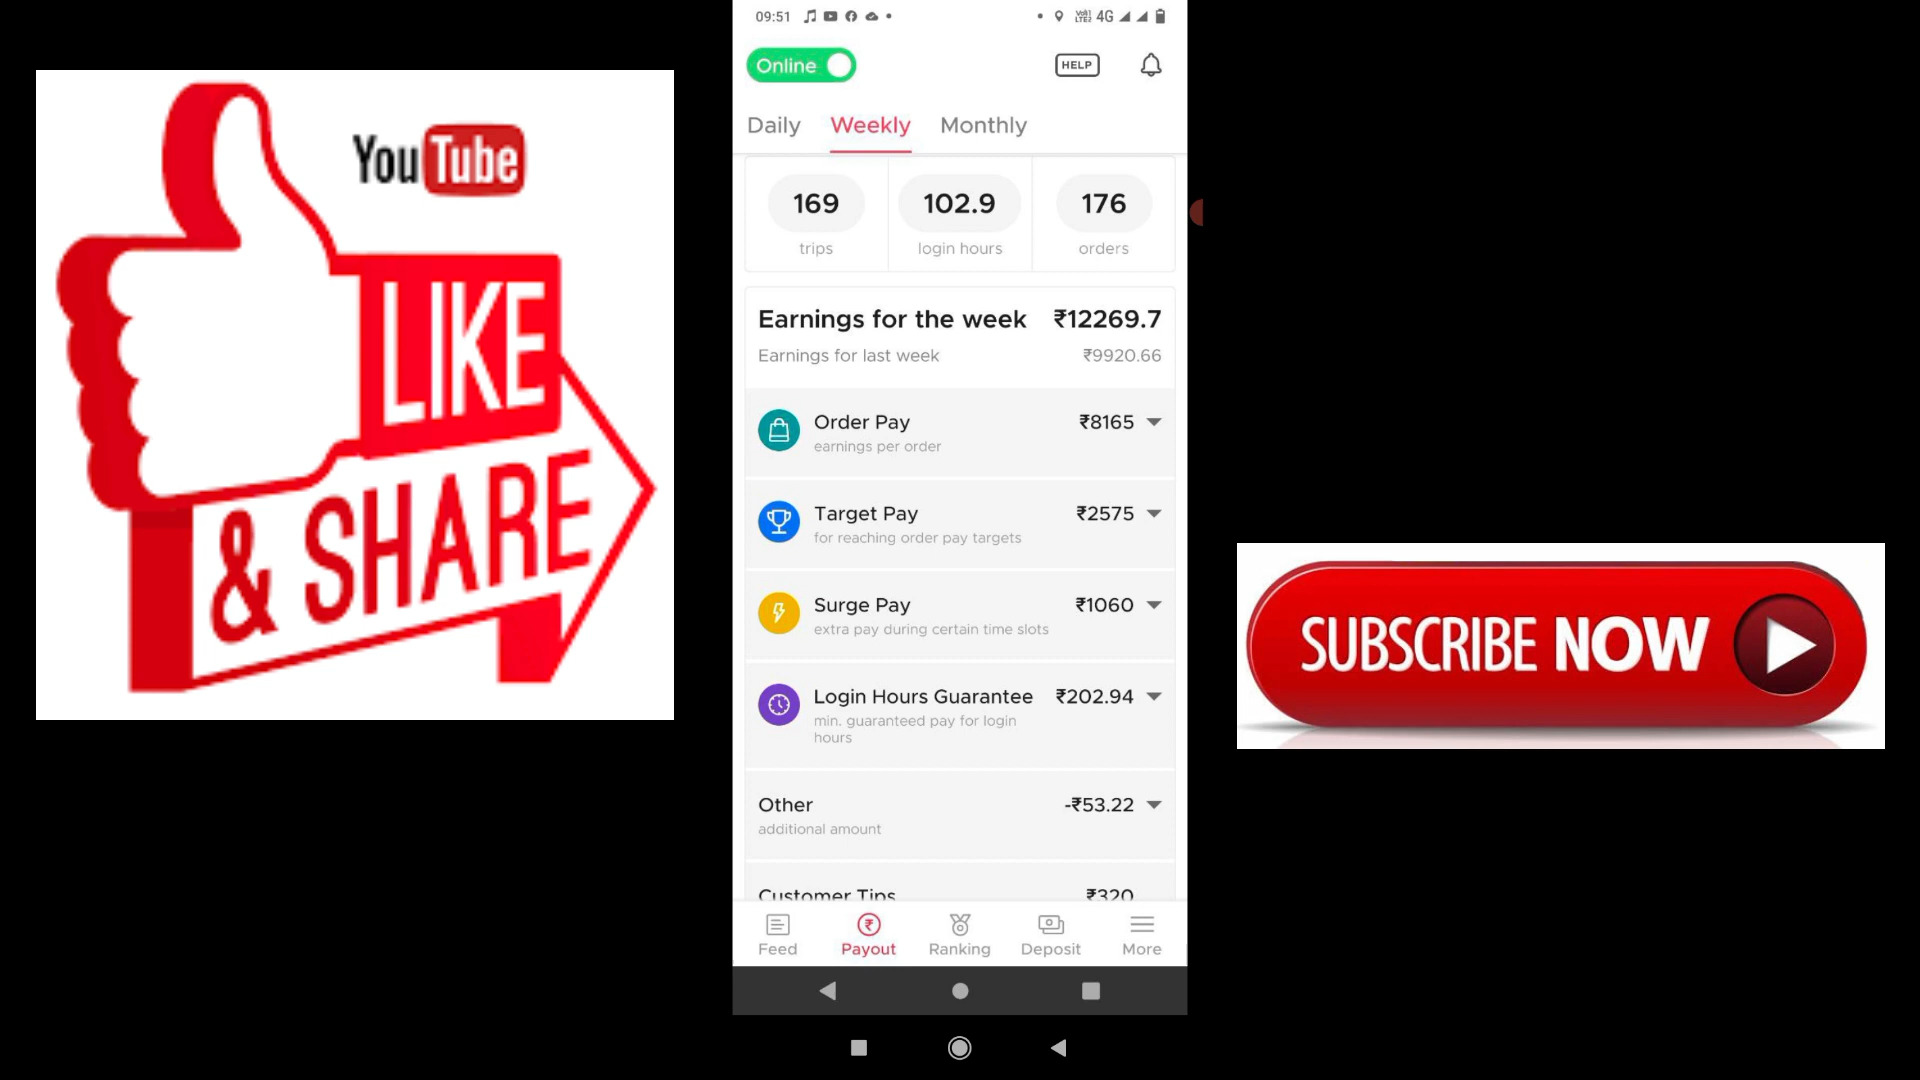 You Tube
LIKE
& SHARE
09:51 4G
Online HELP
Daily Weekly Monthly
169 102.9 176
trips login hours orders
Earnings for the week ₹12269.7
Earnings for last week ₹9920.66
Order Pay ₹8165
earnings per order
Target Pay ₹2575
for reaching order pay targets
Surge Pay ₹1060
extra pay during certain time slots
Login Hours Guarantee ₹202.94
min. guaranteed pay for login
hours
Other -₹53.22
additional amount
Customer Tips ₹320
Feed Payout Ranking Deposit More
SUBSCRIBE NOW